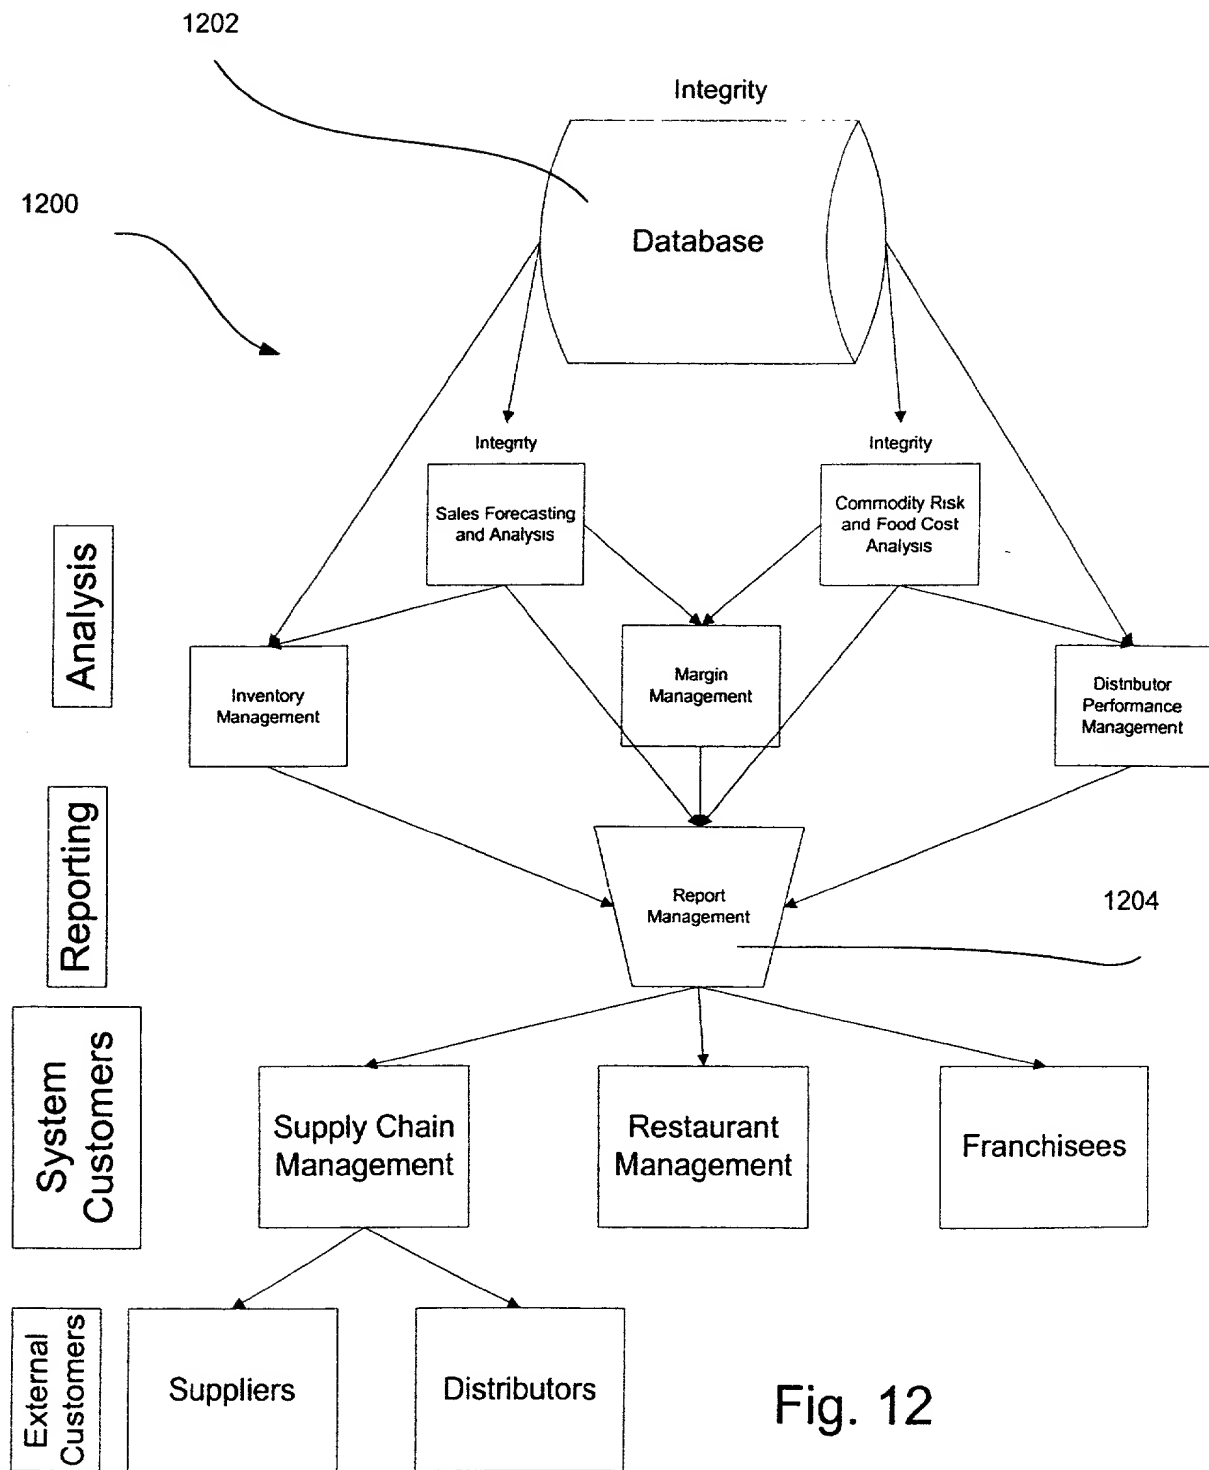 1202
Integrity
1200
Database
Integrity
Integrity
Sales Forecasting
and Analysis
Commodity Risk
and Food Cost
Analysis
Analysis
Inventory
Management
Margin
Management
Distributor
Performance
Management
Reporting
Report
Management
1204
System
Customers
Supply Chain
Management
Restaurant
Management
Franchisees
External
Customers
Suppliers
Distributors
Fig. 12